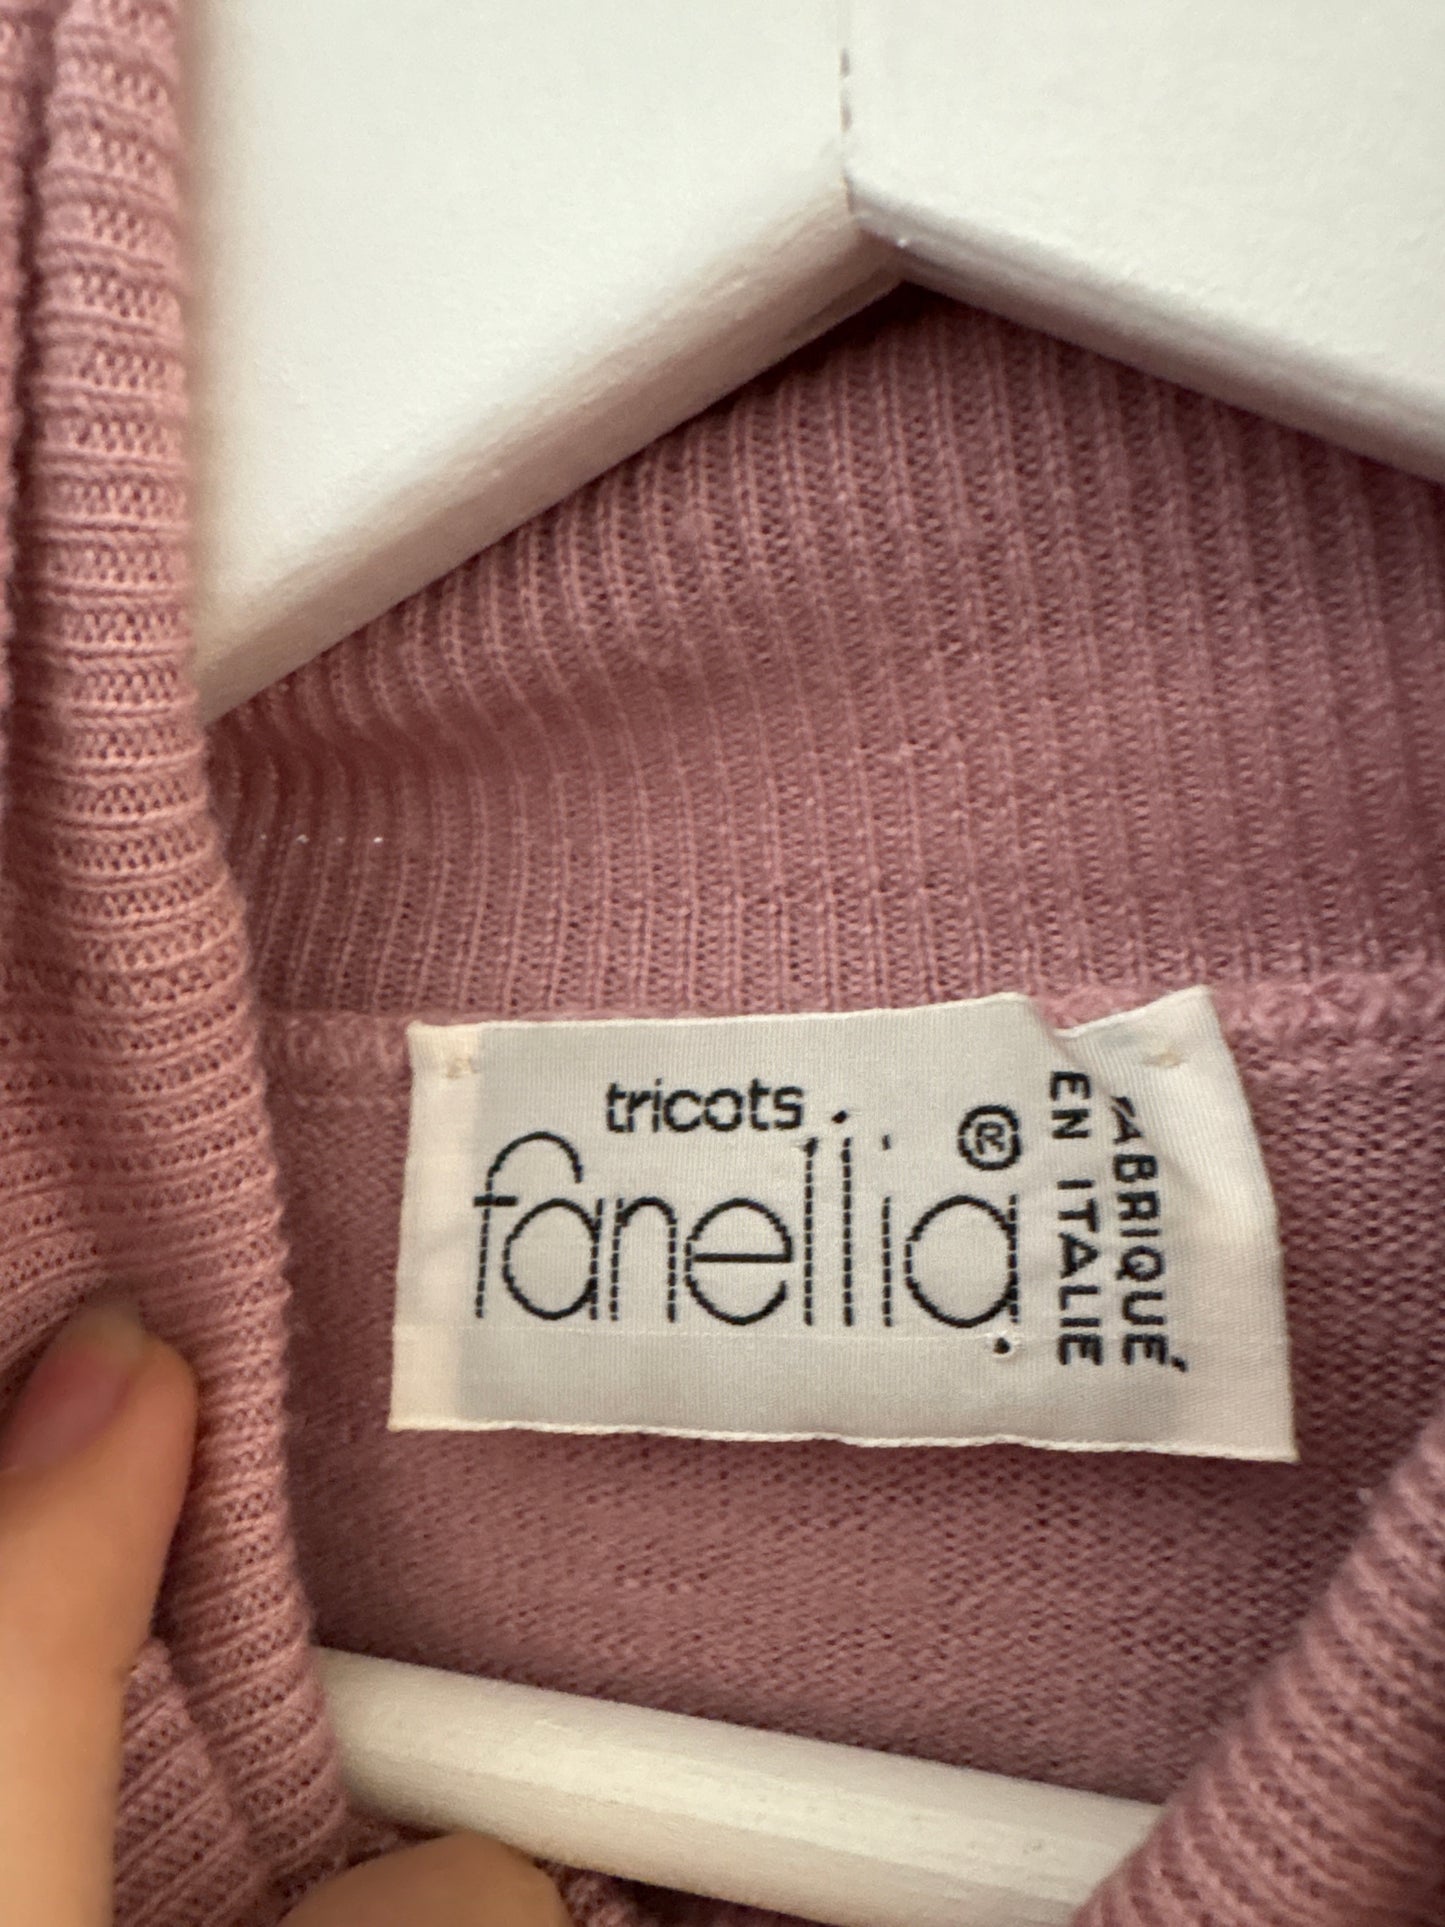 tricots
fanellia ®
FABRIQUÉ
EN ITALIE